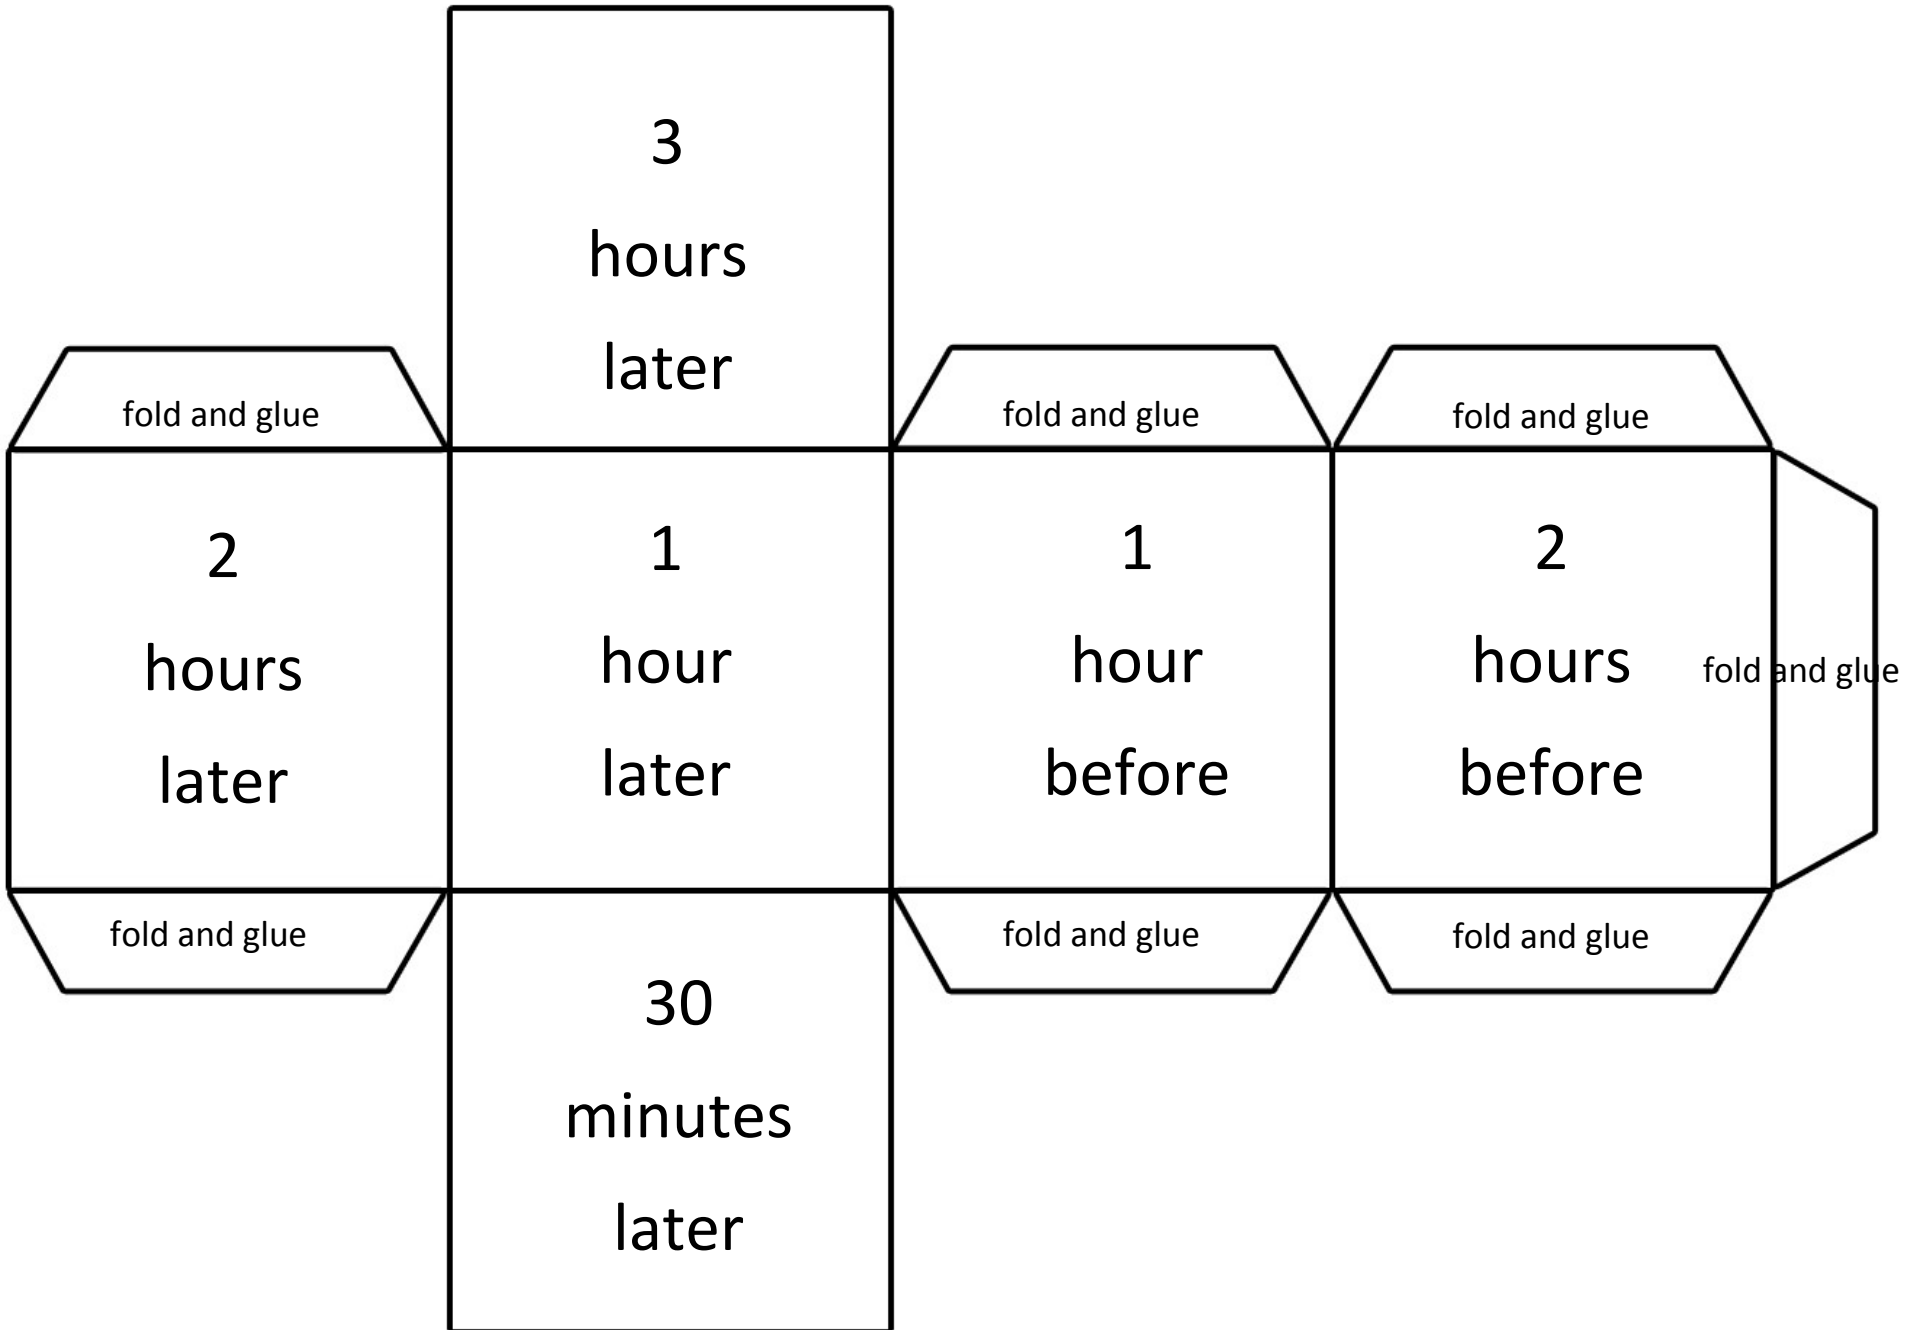 3
hours
later
fold and glue
fold and glue
fold and glue
2
hours
later
1
hour
later
1
hour
before
2
hours
before
fold and glue
fold and glue
fold and glue
fold and glue
30
minutes
later